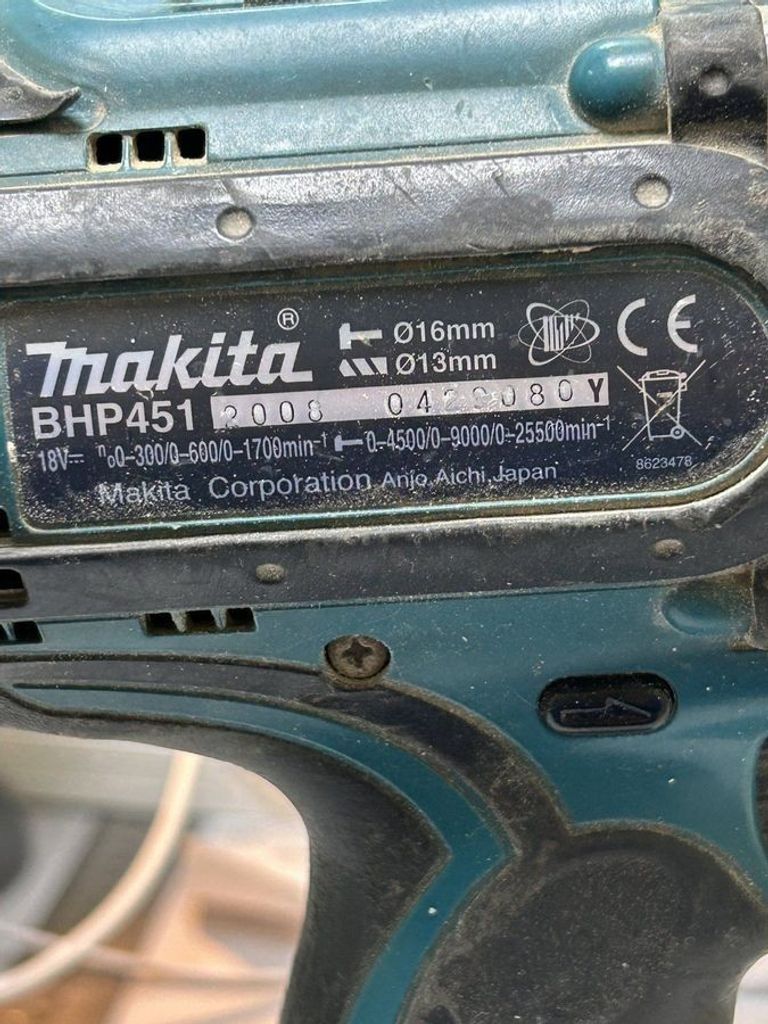 makita®
Ø16mm
Ø13mm
CE
BHP451 2008 Y
18V⎓ n₀0-300/0-600/0-1700min⁻¹ 0-4500/0-9000/0-25500min⁻¹
Makita Corporation Anjo Aichi Japan
8623478